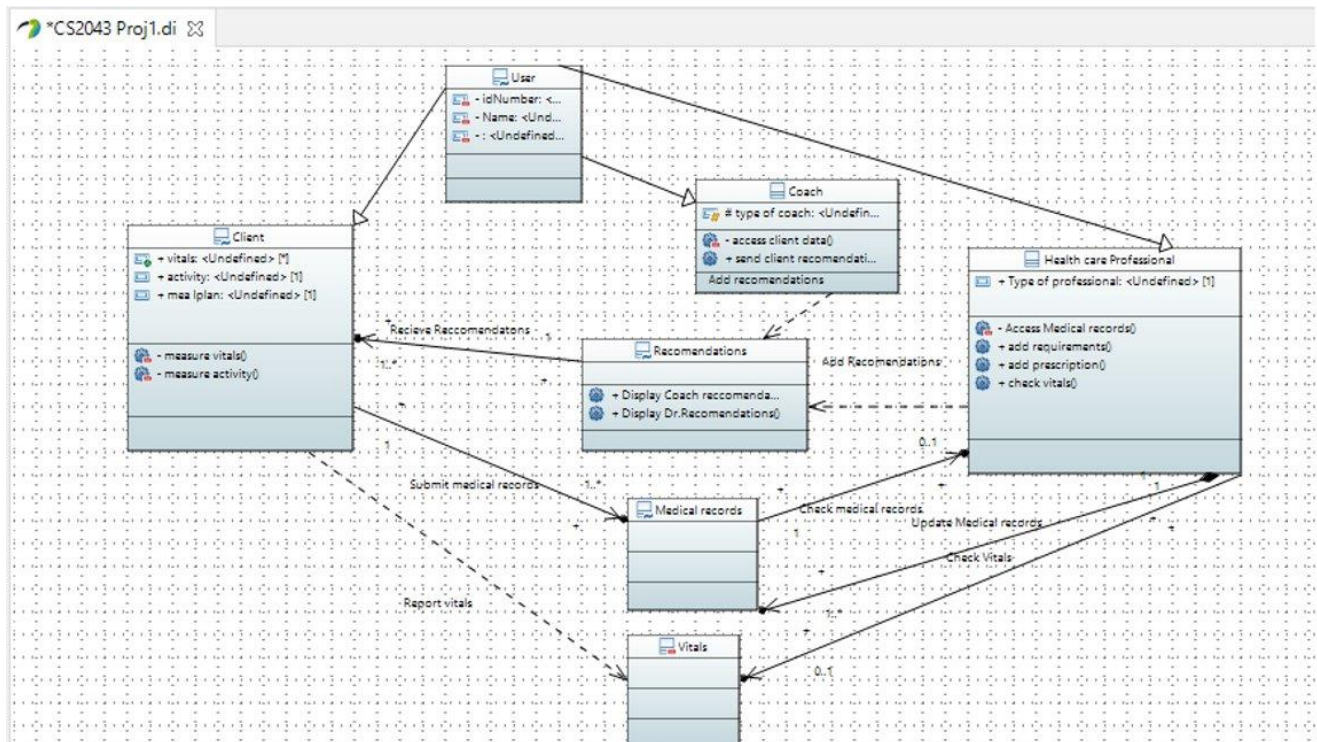 *CS2043 Proj1.di
User
- idNumber: <...
- Name: <Und...
- : <Undefined...
Coach
# type of coach: <Undefin...
- access client data()
+ send client recomendati...
Add recomendations
Client
+ vitals: <Undefined> [*]
+ activity: <Undefined> [1]
+ mea lplan: <Undefined> [1]
- measure vitals()
- measure activity()
Health care Professional
+ Type of professional: <Undefined> [1]
- Access Medical records()
+ add requirements()
+ add prescription()
+ check vitals()
+
Recieve Reccomendatons
1
1..*
+
Recomendations
+ Display Coach reccomenda...
+ Display Dr.Recomendations()
Add Recomendations
+
1
Submit medical records
1..*
+
0..1
+
Medical records
+
Check medical records
1
1
1
Update Medical records
+
+
Check Vitals
+
1..*
Report vitals
+
0..1
Vitals